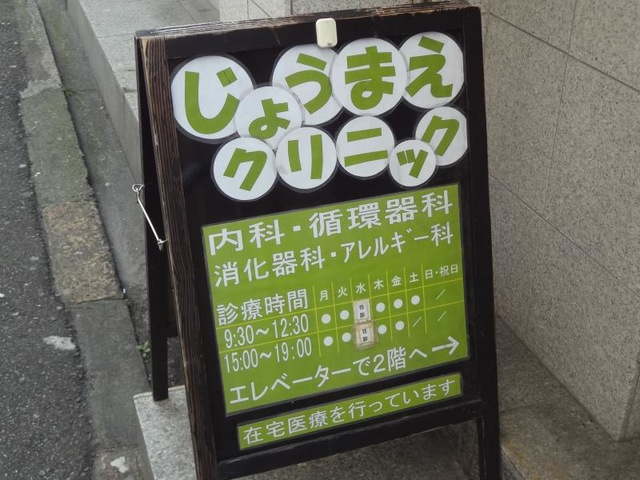 じょうまえ
クリニック
内科・循環器科
消化器科・アレルギー科
診療時間 月 火 水 木 金 土 日・祝日
9:30～12:30 ● ● ● ● ● ／
15:00～19:00 ● ● ● ● ／ ／
エレベーターで2階へ→
在宅医療を行っています